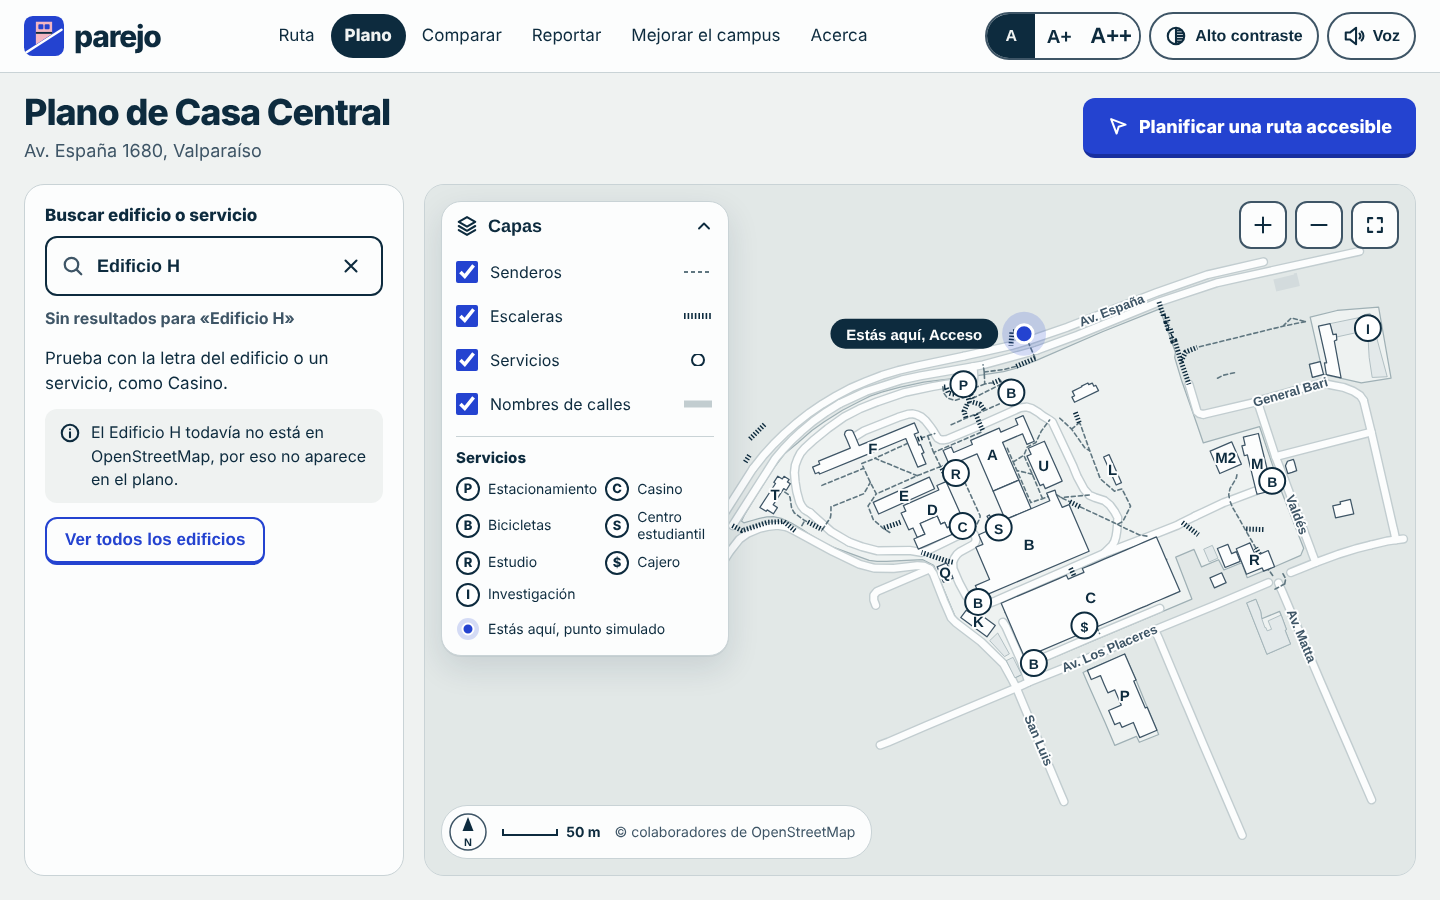 parejo
Ruta
Plano
Comparar
Reportar
Mejorar el campus
Acerca
A
A+
A++
Alto contraste
Voz
Plano de Casa Central
Av. España 1680, Valparaíso
Planificar una ruta accesible
Buscar edificio o servicio
Edificio H
Sin resultados para «Edificio H»
Prueba con la letra del edificio o un
servicio, como Casino.
El Edificio H todavía no está en
OpenStreetMap, por eso no aparece
en el plano.
Ver todos los edificios
Capas
Senderos
Escaleras
Servicios
Nombres de calles
Servicios
P Estacionamiento
C Casino
B Bicicletas
S Centro
estudiantil
R Estudio
$ Cajero
I Investigación
Estás aquí, punto simulado
Estás aquí, Acceso
Av. España
I
General Bari
P
B
F
A
R
U
L
M2
M
B
T
E
D
C
S
B
Valdés
Q
R
B
K
C
$
Av. Matta
B
Av. Los Placeres
P
San Luis
N
50 m
© colaboradores de OpenStreetMap